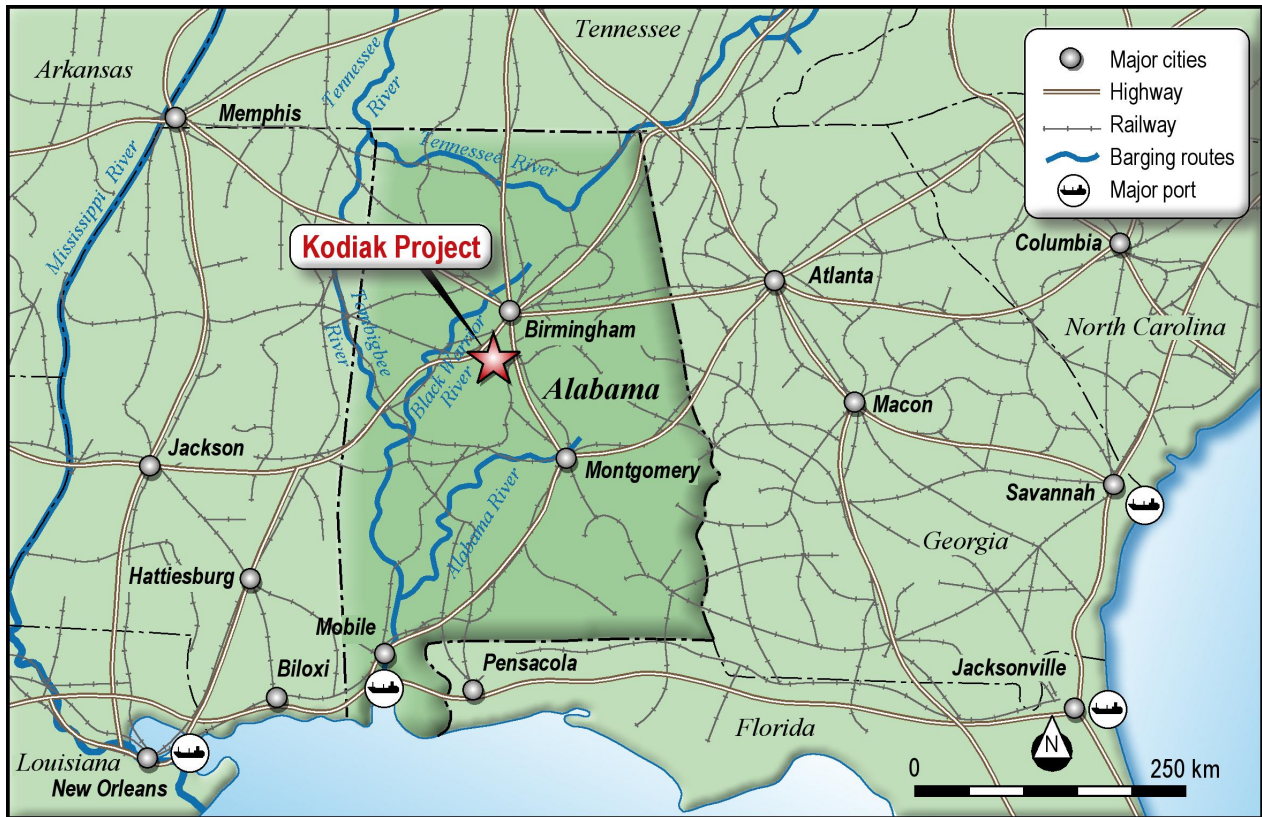 Tennessee
Arkansas
Major cities
Highway
Railway
Barging routes
Major port
Tennessee
River
Memphis
Tennessee River
Mississippi River
Kodiak Project
Columbia
Atlanta
Tombigbee
River
Birmingham
North Carolina
Black Warrior
River
Alabama
Macon
Jackson
Montgomery
Savannah
Alabama River
Georgia
Hattiesburg
Mobile
Biloxi
Pensacola
Jacksonville
Florida
N
Louisiana
New Orleans
0
250 km